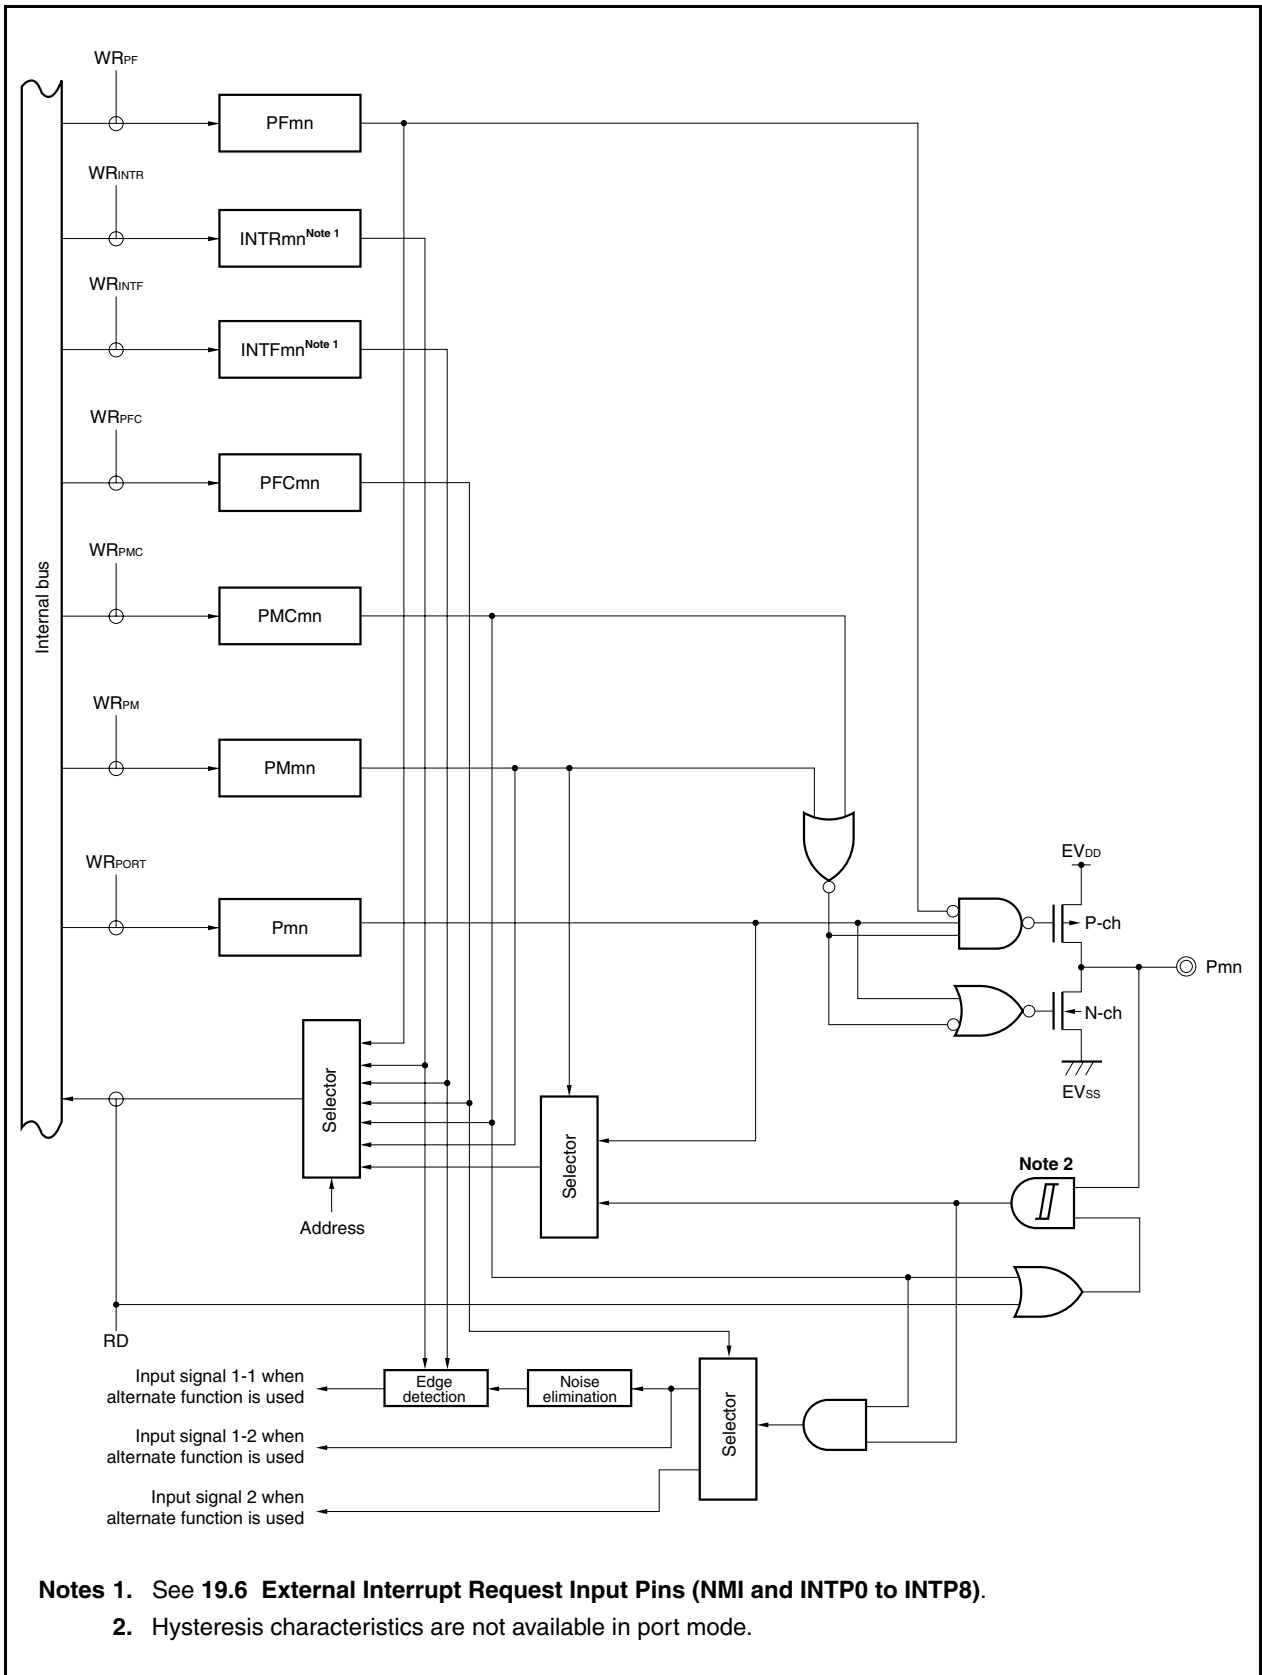 WRPF
PFmn
WRINTR
INTRmnNote 1
WRINTF
INTFmnNote 1
WRPFC
PFCmn
WRPMC
PMCmn
Internal bus
WRPM
PMmn
WRPORT
Pmn
EVDD
P-ch
Pmn
N-ch
EVSS
Selector
Selector
Note 2
Address
RD
Input signal 1-1 when
alternate function is used
Edge
detection
Noise
elimination
Selector
Input signal 1-2 when
alternate function is used
Input signal 2 when
alternate function is used
Notes 1. See 19.6 External Interrupt Request Input Pins (NMI and INTP0 to INTP8).
2. Hysteresis characteristics are not available in port mode.